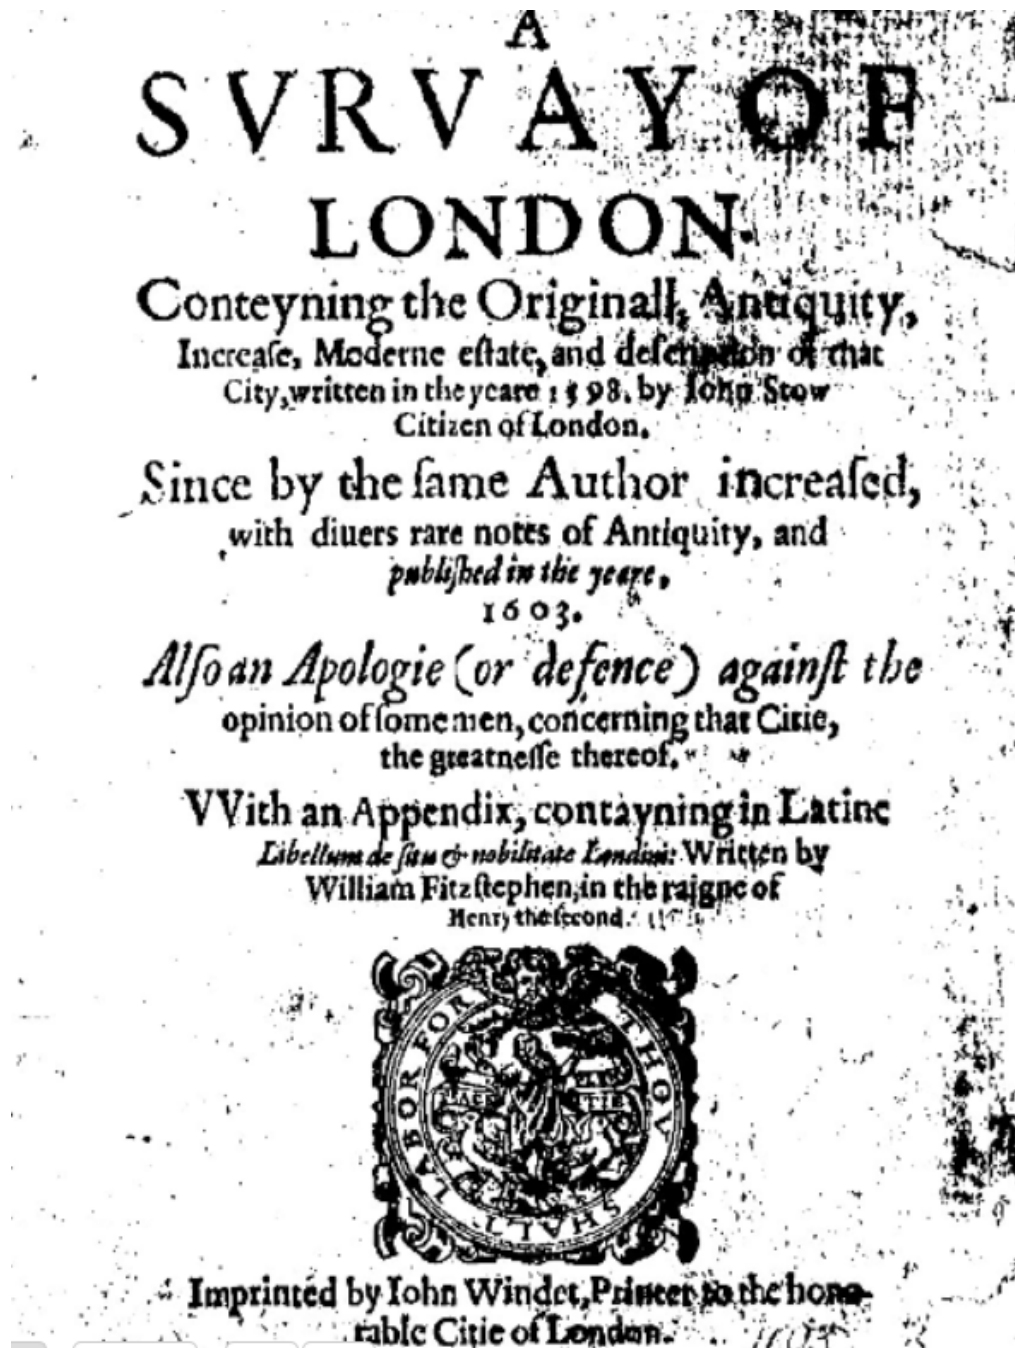 A
SVRVAY OF
LONDON.
Conteyning the Originall, Antiquity,
Increaſe, Moderne eſtate, and deſcription of that
City, written in the yeare 1598. by Iohn Stow
Citizen of London.
Since by the ſame Author increaſed,
with diuers rare notes of Antiquity, and
publiſhed in the yeare,
1603.
Alſo an Apologie (or defence) againſt the
opinion of ſome men, concerning that Citie,
the greatneſſe thereof.
VVith an Appendix, contayning in Latine
Libellum de ſitu & nobilitate Londini: Written by
William Fitzſtephen, in the raigne of
Henry the ſecond.
THOV SHALL LABOR FOR
Imprinted by Iohn Windet, Printer to the hono-
rable Citie of London.